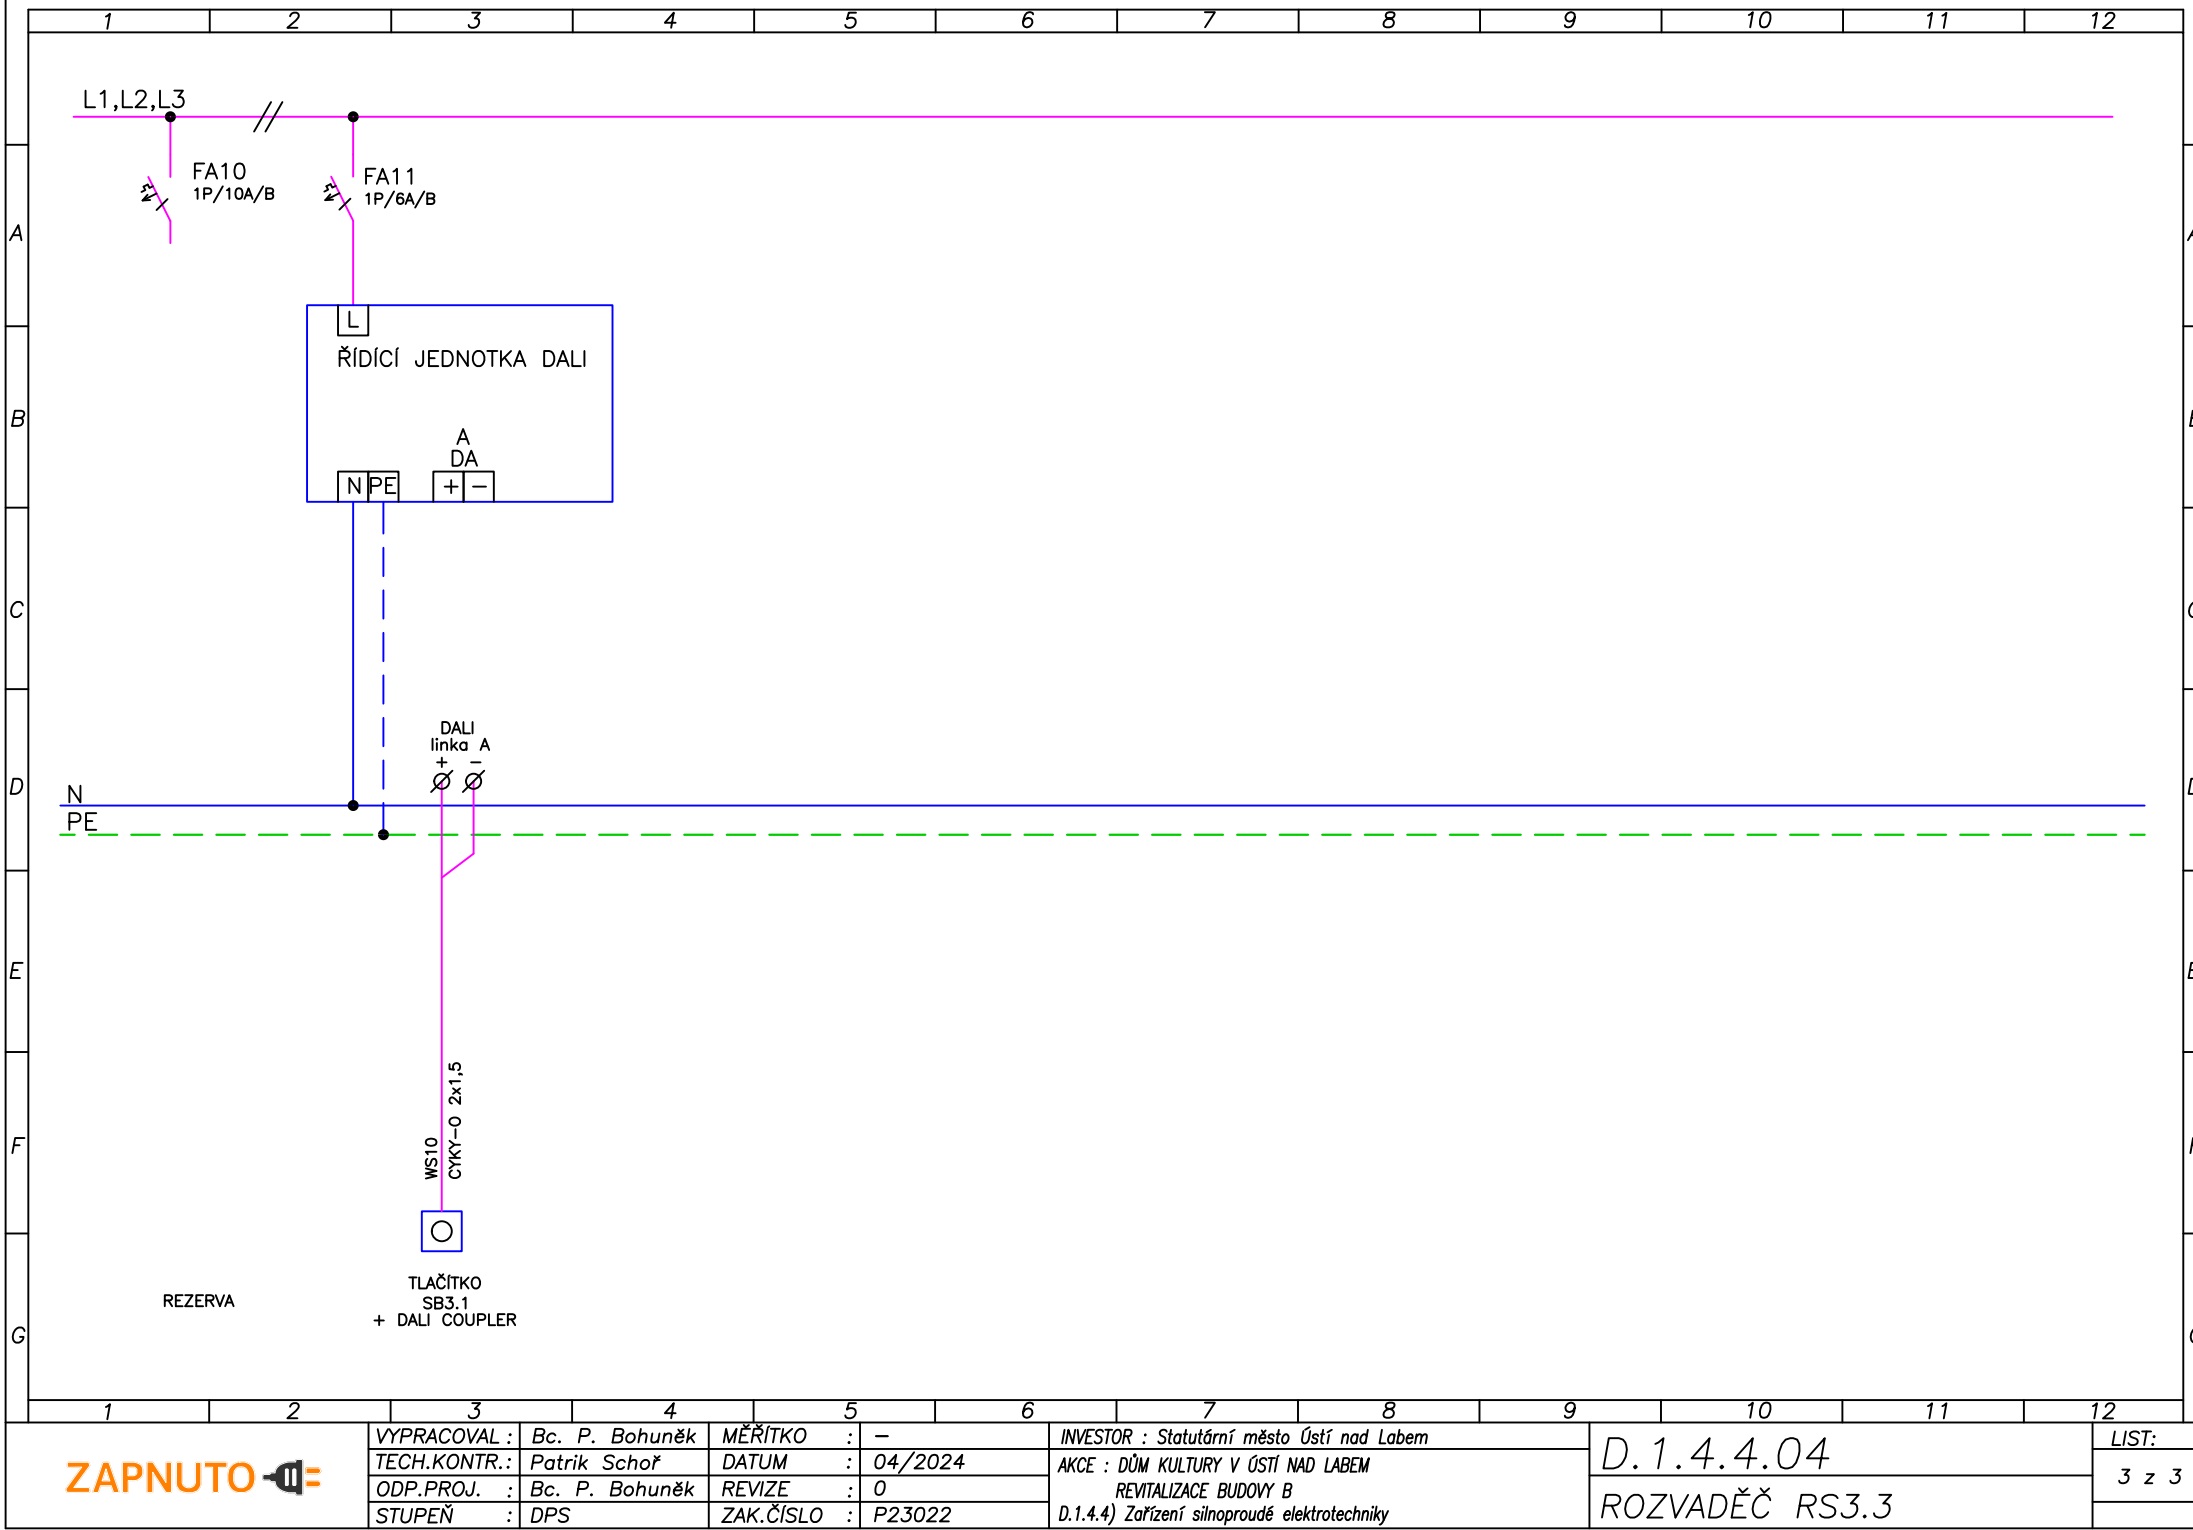 1 2 3 4 5 6 7 8 9 10 11 12
L1,L2,L3
FA10
1P/10A/B
FA11
1P/6A/B
A
L
ŘÍDÍCÍ JEDNOTKA DALI
B
A
DA
N PE + −
C
DALI
linka A
+ −
D
N
PE
E
WS10
CYKY-O 2x1,5
F
TLAČÍTKO
SB3.1
+ DALI COUPLER
REZERVA
G
1 2 3 4 5 6 7 8 9 10 11 12
ZAPNUTO
VYPRACOVAL : Bc. P. Bohuněk MĚŘÍTKO : −
TECH.KONTR.: Patrik Schoř DATUM : 04/2024
ODP.PROJ. : Bc. P. Bohuněk REVIZE : 0
STUPEŇ : DPS ZAK.ČÍSLO : P23022
INVESTOR : Statutární město Ústí nad Labem
AKCE : DŮM KULTURY V ÚSTÍ NAD LABEM
REVITALIZACE BUDOVY B
D.1.4.4) Zařízení silnoproudé elektrotechniky
D.1.4.4.04
ROZVADĚČ RS3.3
LIST:
3 z 3